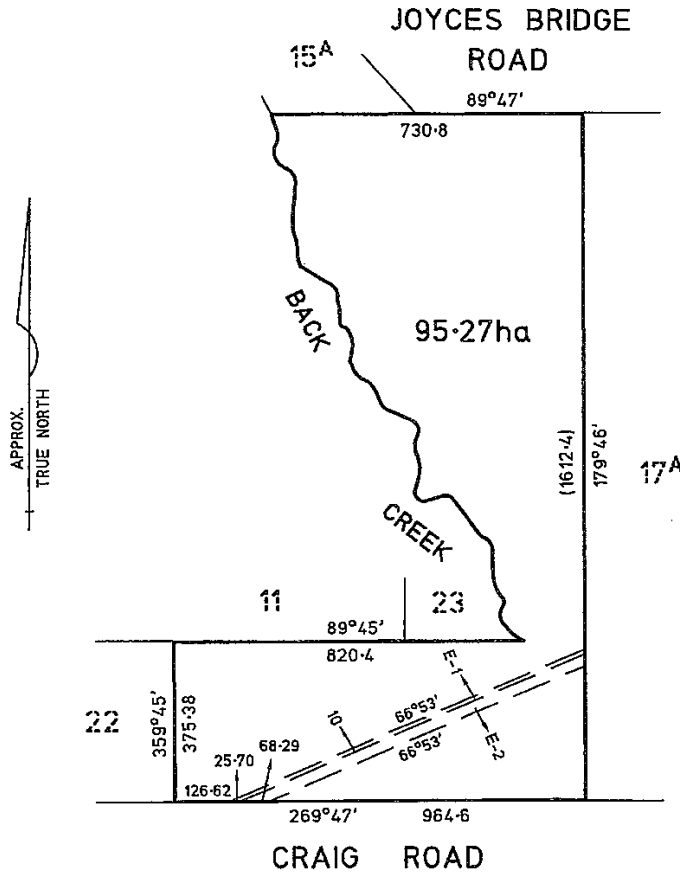 JOYCES BRIDGE
ROAD
15A
89°47'
730·8
BACK
95·27ha
APPROX.
TRUE NORTH
(1612·4)
179°46'
17A
CREEK
11
23
89°45'
820·4
22
359°45'
375·38
E-1
10
66°53'
66°53'
E-2
25·70
68·29
126·62
269°47'
964·6
CRAIG ROAD